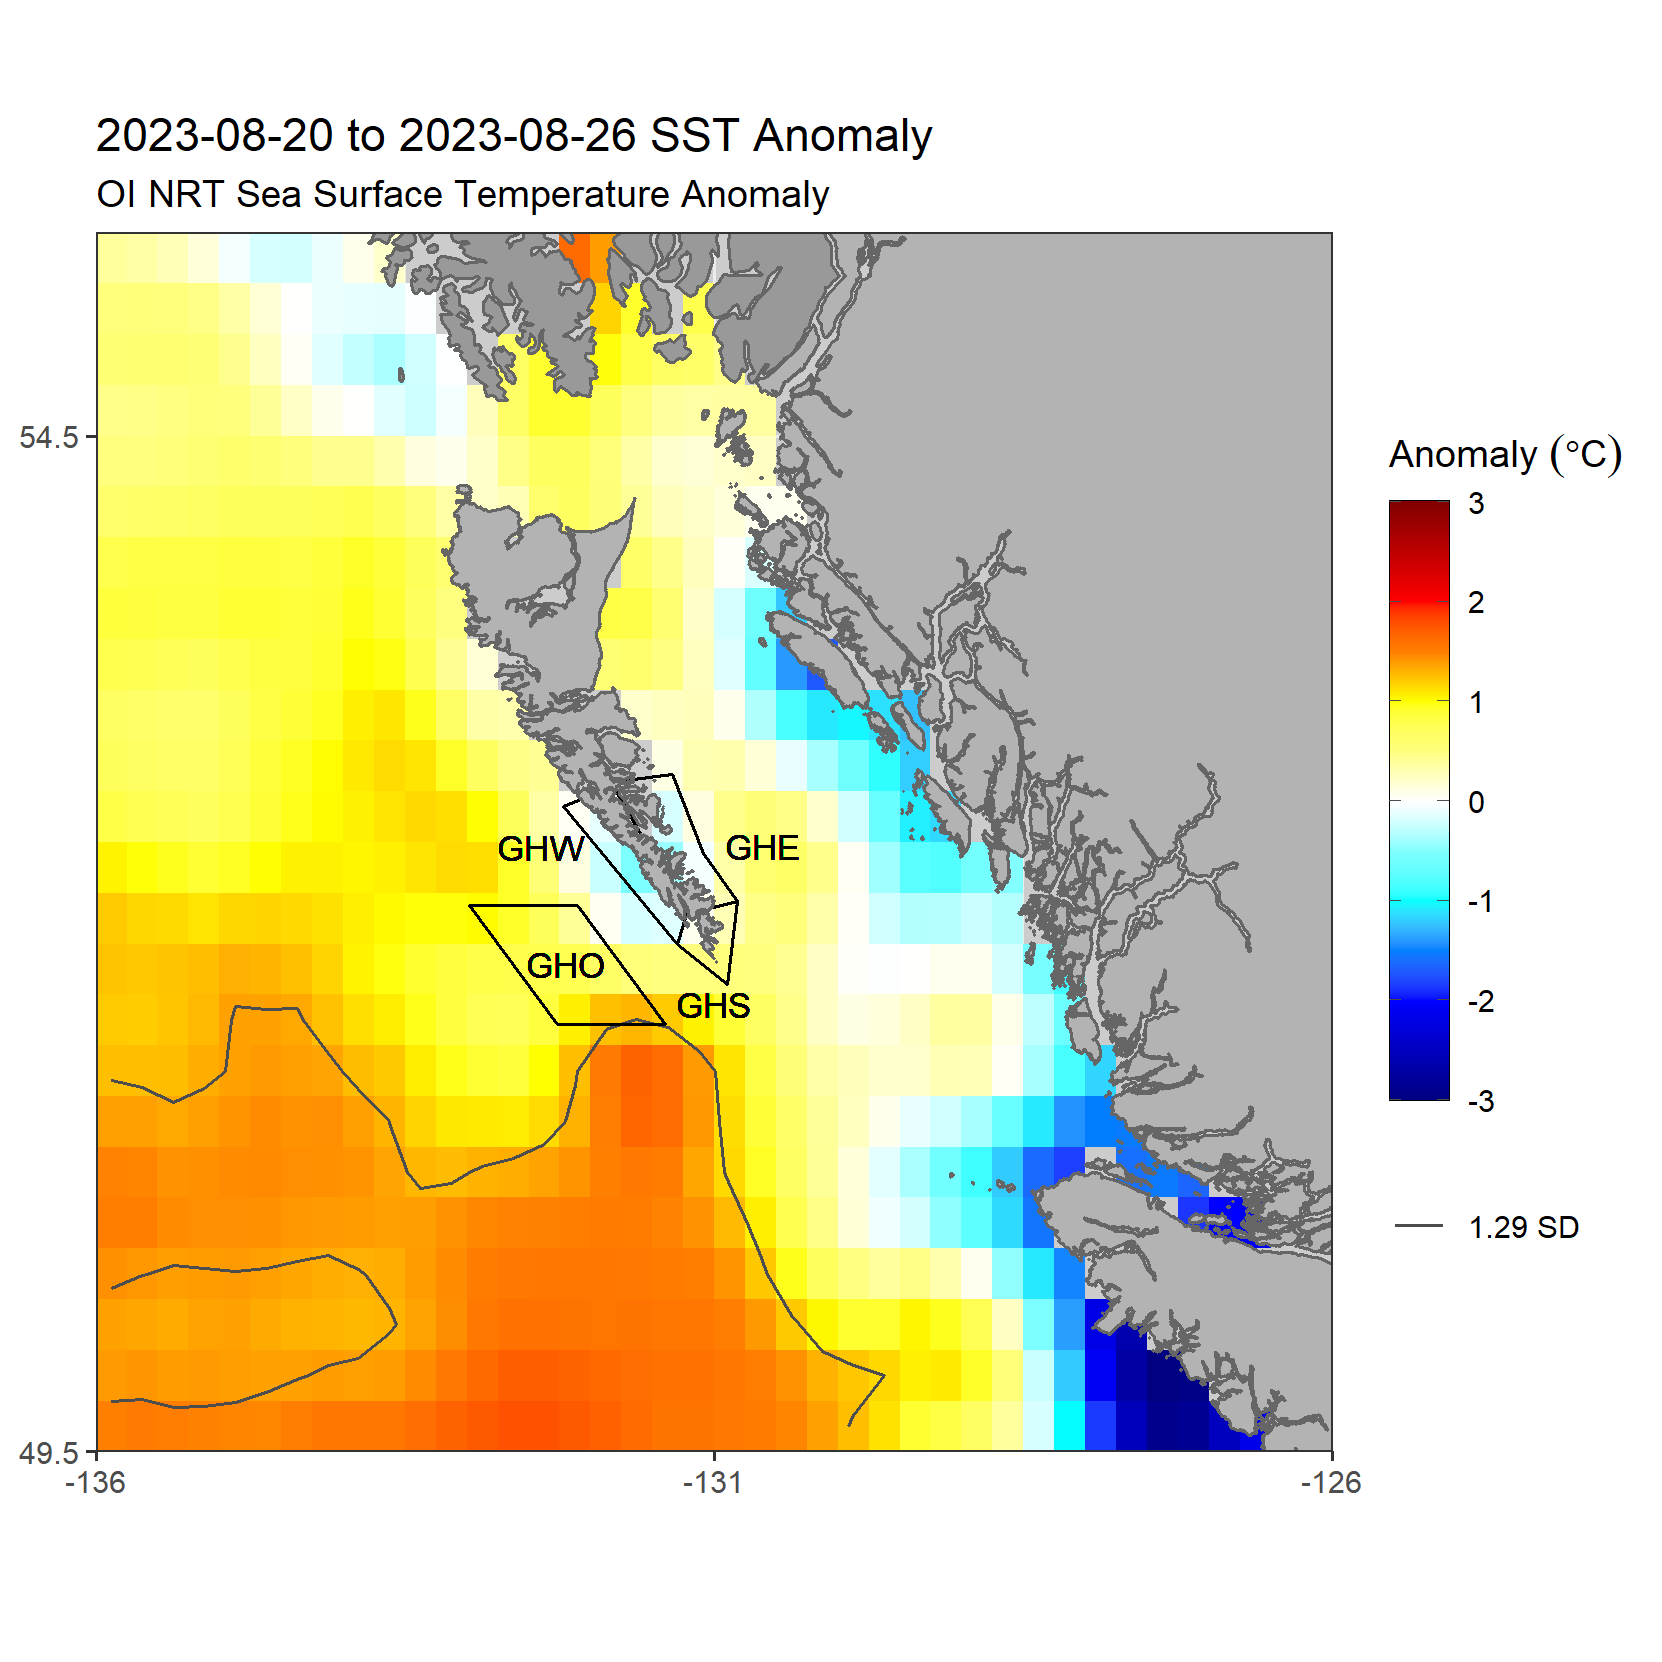 2023-08-20 to 2023-08-26 SST Anomaly
OI NRT Sea Surface Temperature Anomaly
54.5
49.5
-136
-131
-126
GHW
GHE
GHO
GHS
Anomaly (°C)
3
2
1
0
-1
-2
-3
1.29 SD